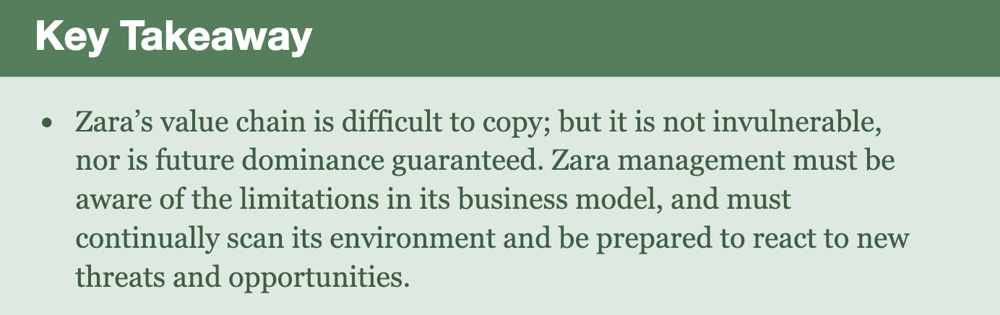 Key Takeaway
• Zara’s value chain is difficult to copy; but it is not invulnerable,
nor is future dominance guaranteed. Zara management must be
aware of the limitations in its business model, and must
continually scan its environment and be prepared to react to new
threats and opportunities.